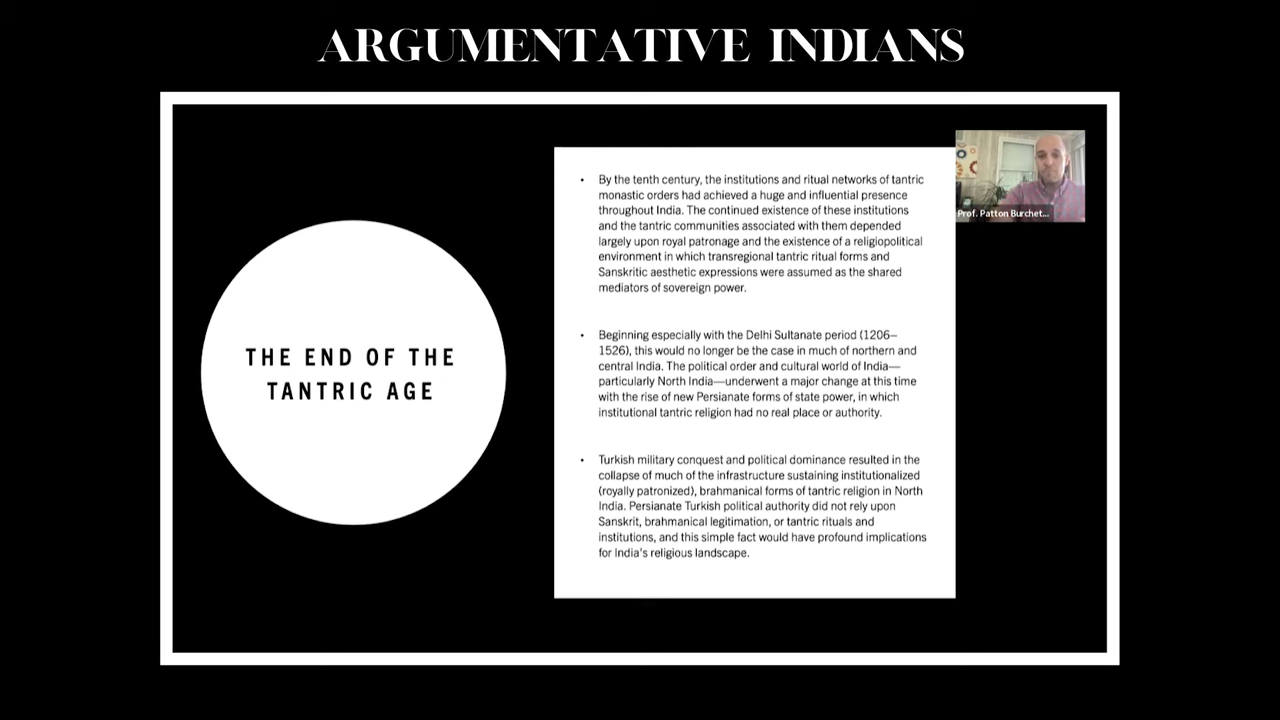 ARGUMENTATIVE INDIANS
THE END OF THE
TANTRIC AGE
• By the tenth century, the institutions and ritual networks of tantric
monastic orders had achieved a huge and influential presence
throughout India. The continued existence of these institutions
and the tantric communities associated with them depended
largely upon royal patronage and the existence of a religiopolitical
environment in which transregional tantric ritual forms and
Sanskritic aesthetic expressions were assumed as the shared
mediators of sovereign power.
• Beginning especially with the Delhi Sultanate period (1206–
1526), this would no longer be the case in much of northern and
central India. The political order and cultural world of India—
particularly North India—underwent a major change at this time
with the rise of new Persianate forms of state power, in which
institutional tantric religion had no real place or authority.
• Turkish military conquest and political dominance resulted in the
collapse of much of the infrastructure sustaining institutionalized
(royally patronized), brahmanical forms of tantric religion in North
India. Persianate Turkish political authority did not rely upon
Sanskrit, brahmanical legitimation, or tantric rituals and
institutions, and this simple fact would have profound implications
for India's religious landscape.
Prof. Patton Burchet...